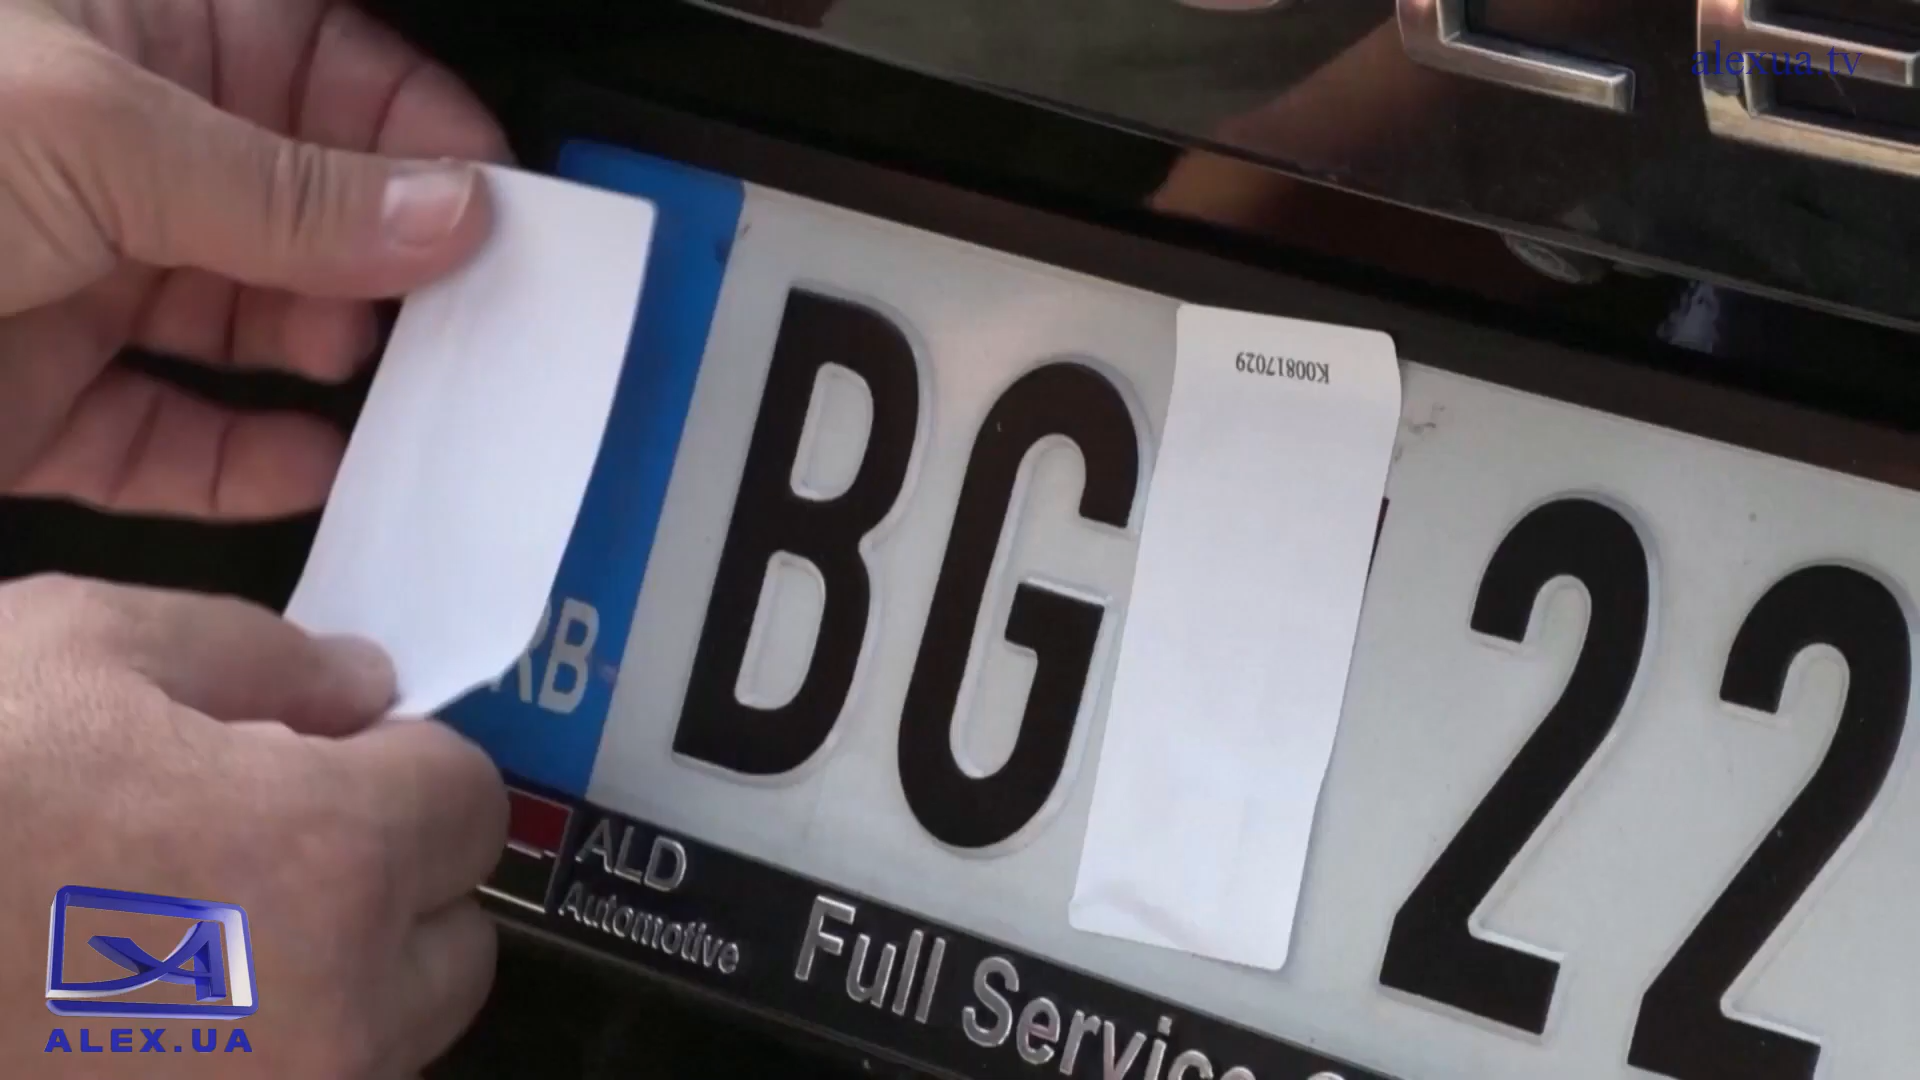 alexua.tv
K00817029
RB
BG 22
ALD
Automotive
Full Service
ALEX.UA